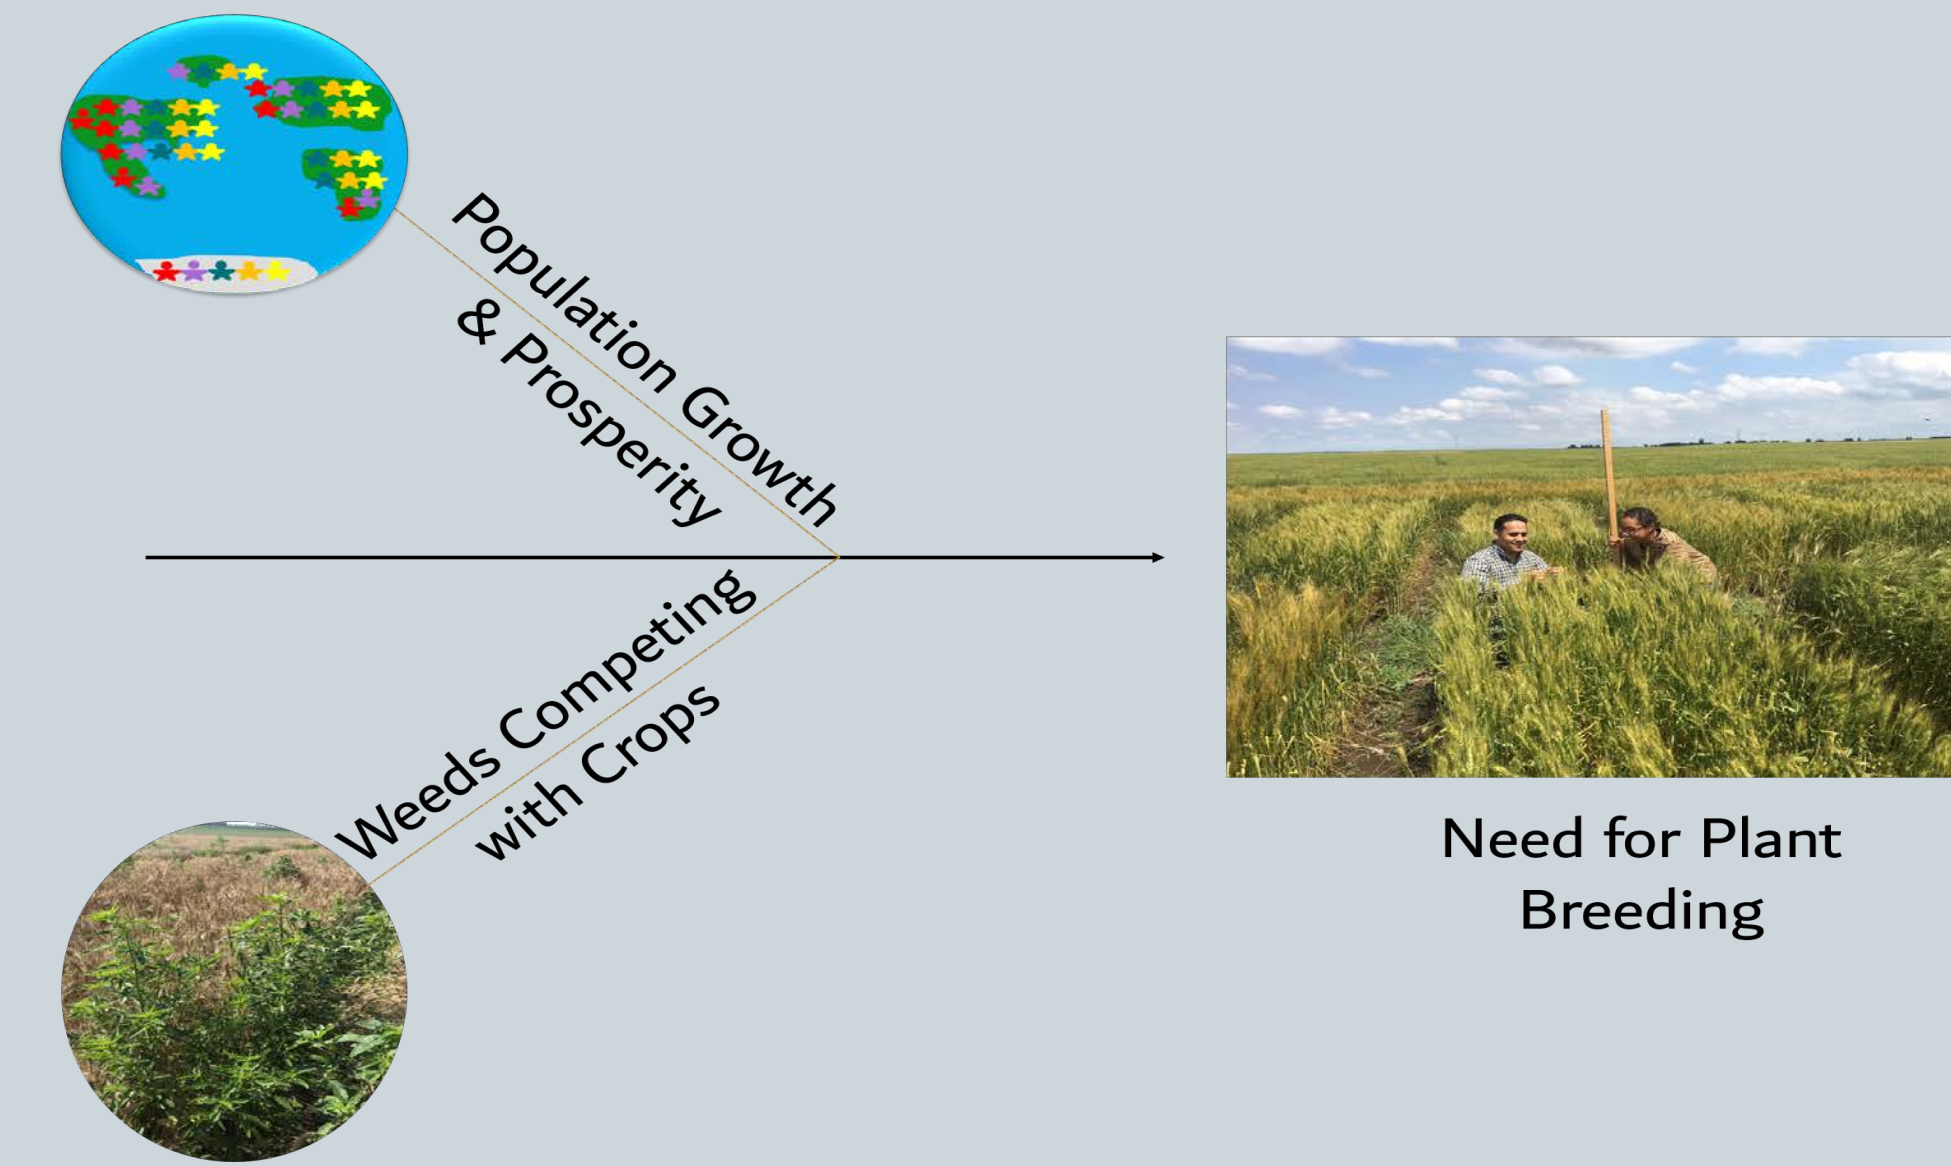 Population Growth
& Prosperity
Weeds Competing
with Crops
Need for Plant
Breeding